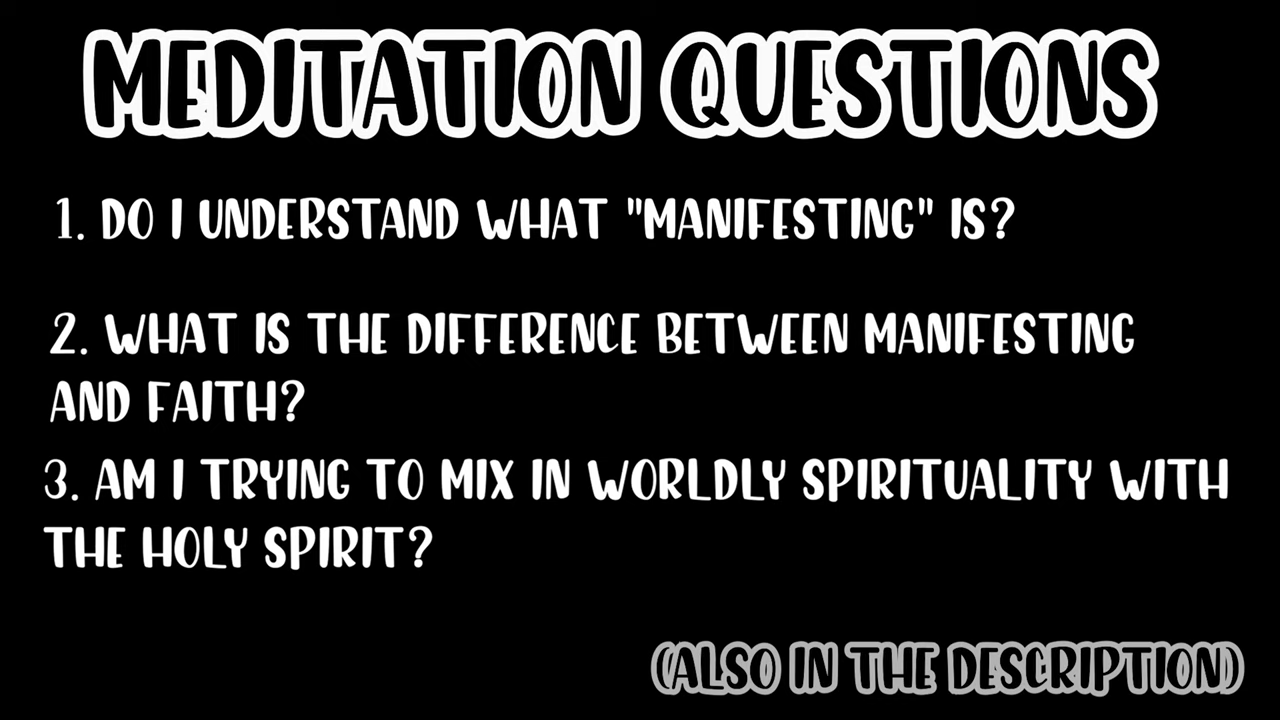 MEDITATION QUESTIONS
1. DO I UNDERSTAND WHAT "MANIFESTING" IS?
2. WHAT IS THE DIFFERENCE BETWEEN MANIFESTING
AND FAITH?
3. AM I TRYING TO MIX IN WORLDLY SPIRITUALITY WITH
THE HOLY SPIRIT?
(ALSO IN THE DESCRIPTION)